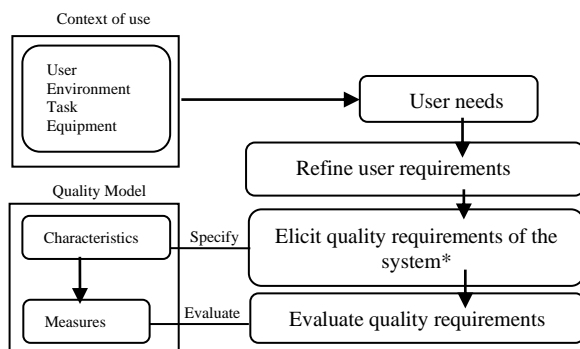 Context of use
User
Environment
Task
Equipment
User needs
Refine user requirements
Quality Model
Characteristics
Specify
Elicit quality requirements of the
system*
Measures
Evaluate
Evaluate quality requirements